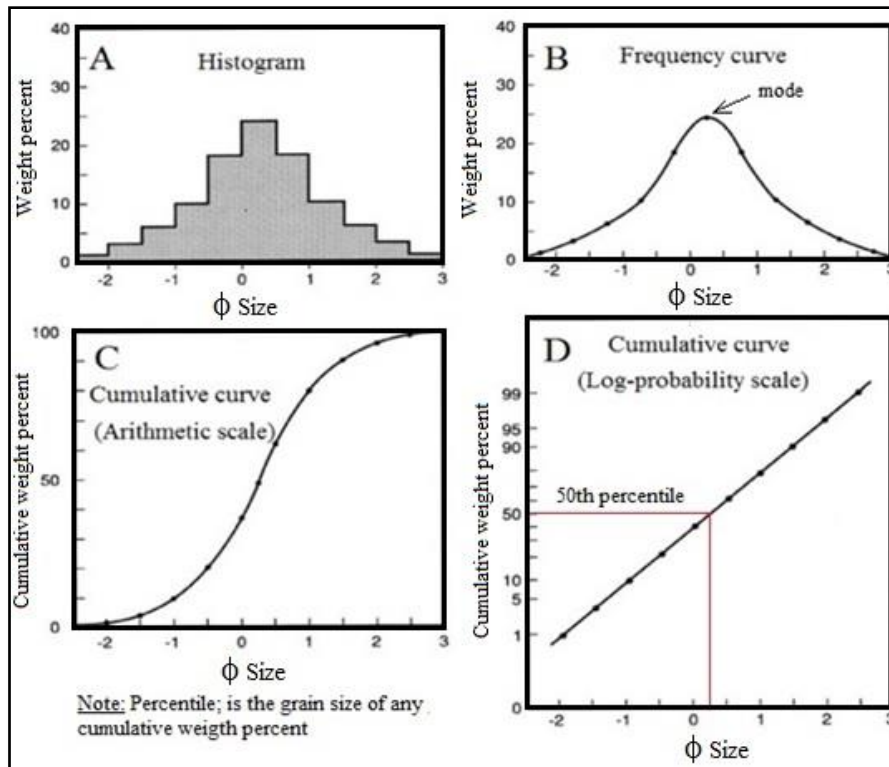 A
Histogram
Weight percent
40
30
20
10
0
-2
-1
0
1
2
3
ϕ Size
B
Frequency curve
mode
Weight percent
40
30
20
10
0
-2
-1
0
1
2
3
ϕ Size
C
Cumulative curve
(Arithmetic scale)
Cumulative weight percent
100
50
0
-2
-1
0
1
2
3
ϕ Size
D
Cumulative curve
(Log-probability scale)
50th percentile
Cumulative weight percent
99
95
90
50
10
5
1
0
-2
-1
0
1
2
3
ϕ Size
Note: Percentile; is the grain size of any
cumulative weigth percent